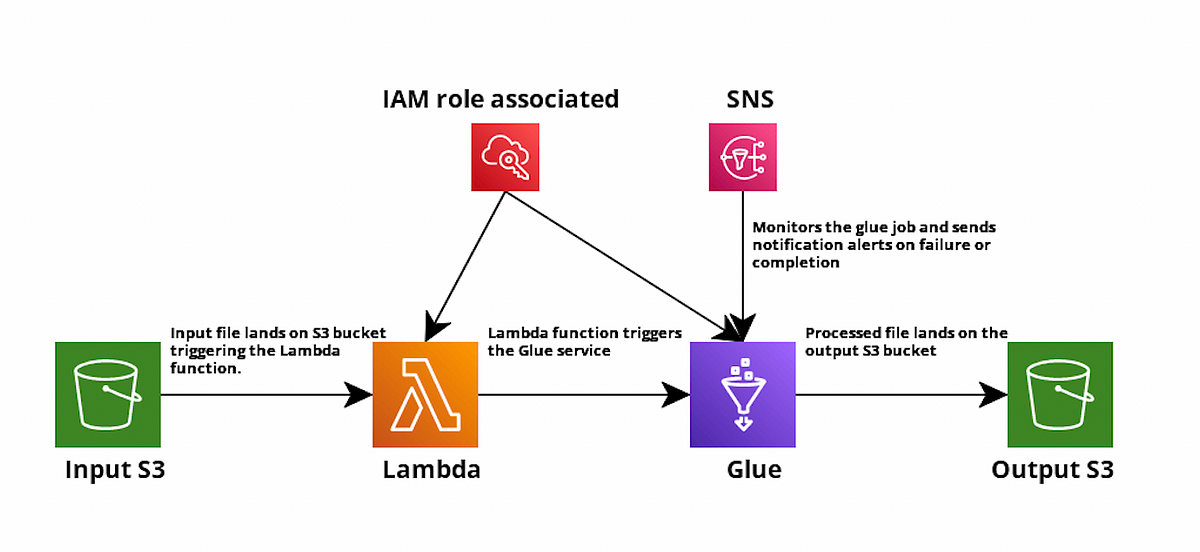 IAM role associated
SNS
Monitors the glue job and sends
notification alerts on failure or
completion
Input file lands on S3 bucket
triggering the Lambda
function.
Lambda function triggers
the Glue service
Processed file lands on the
output S3 bucket
Input S3
Lambda
Glue
Output S3